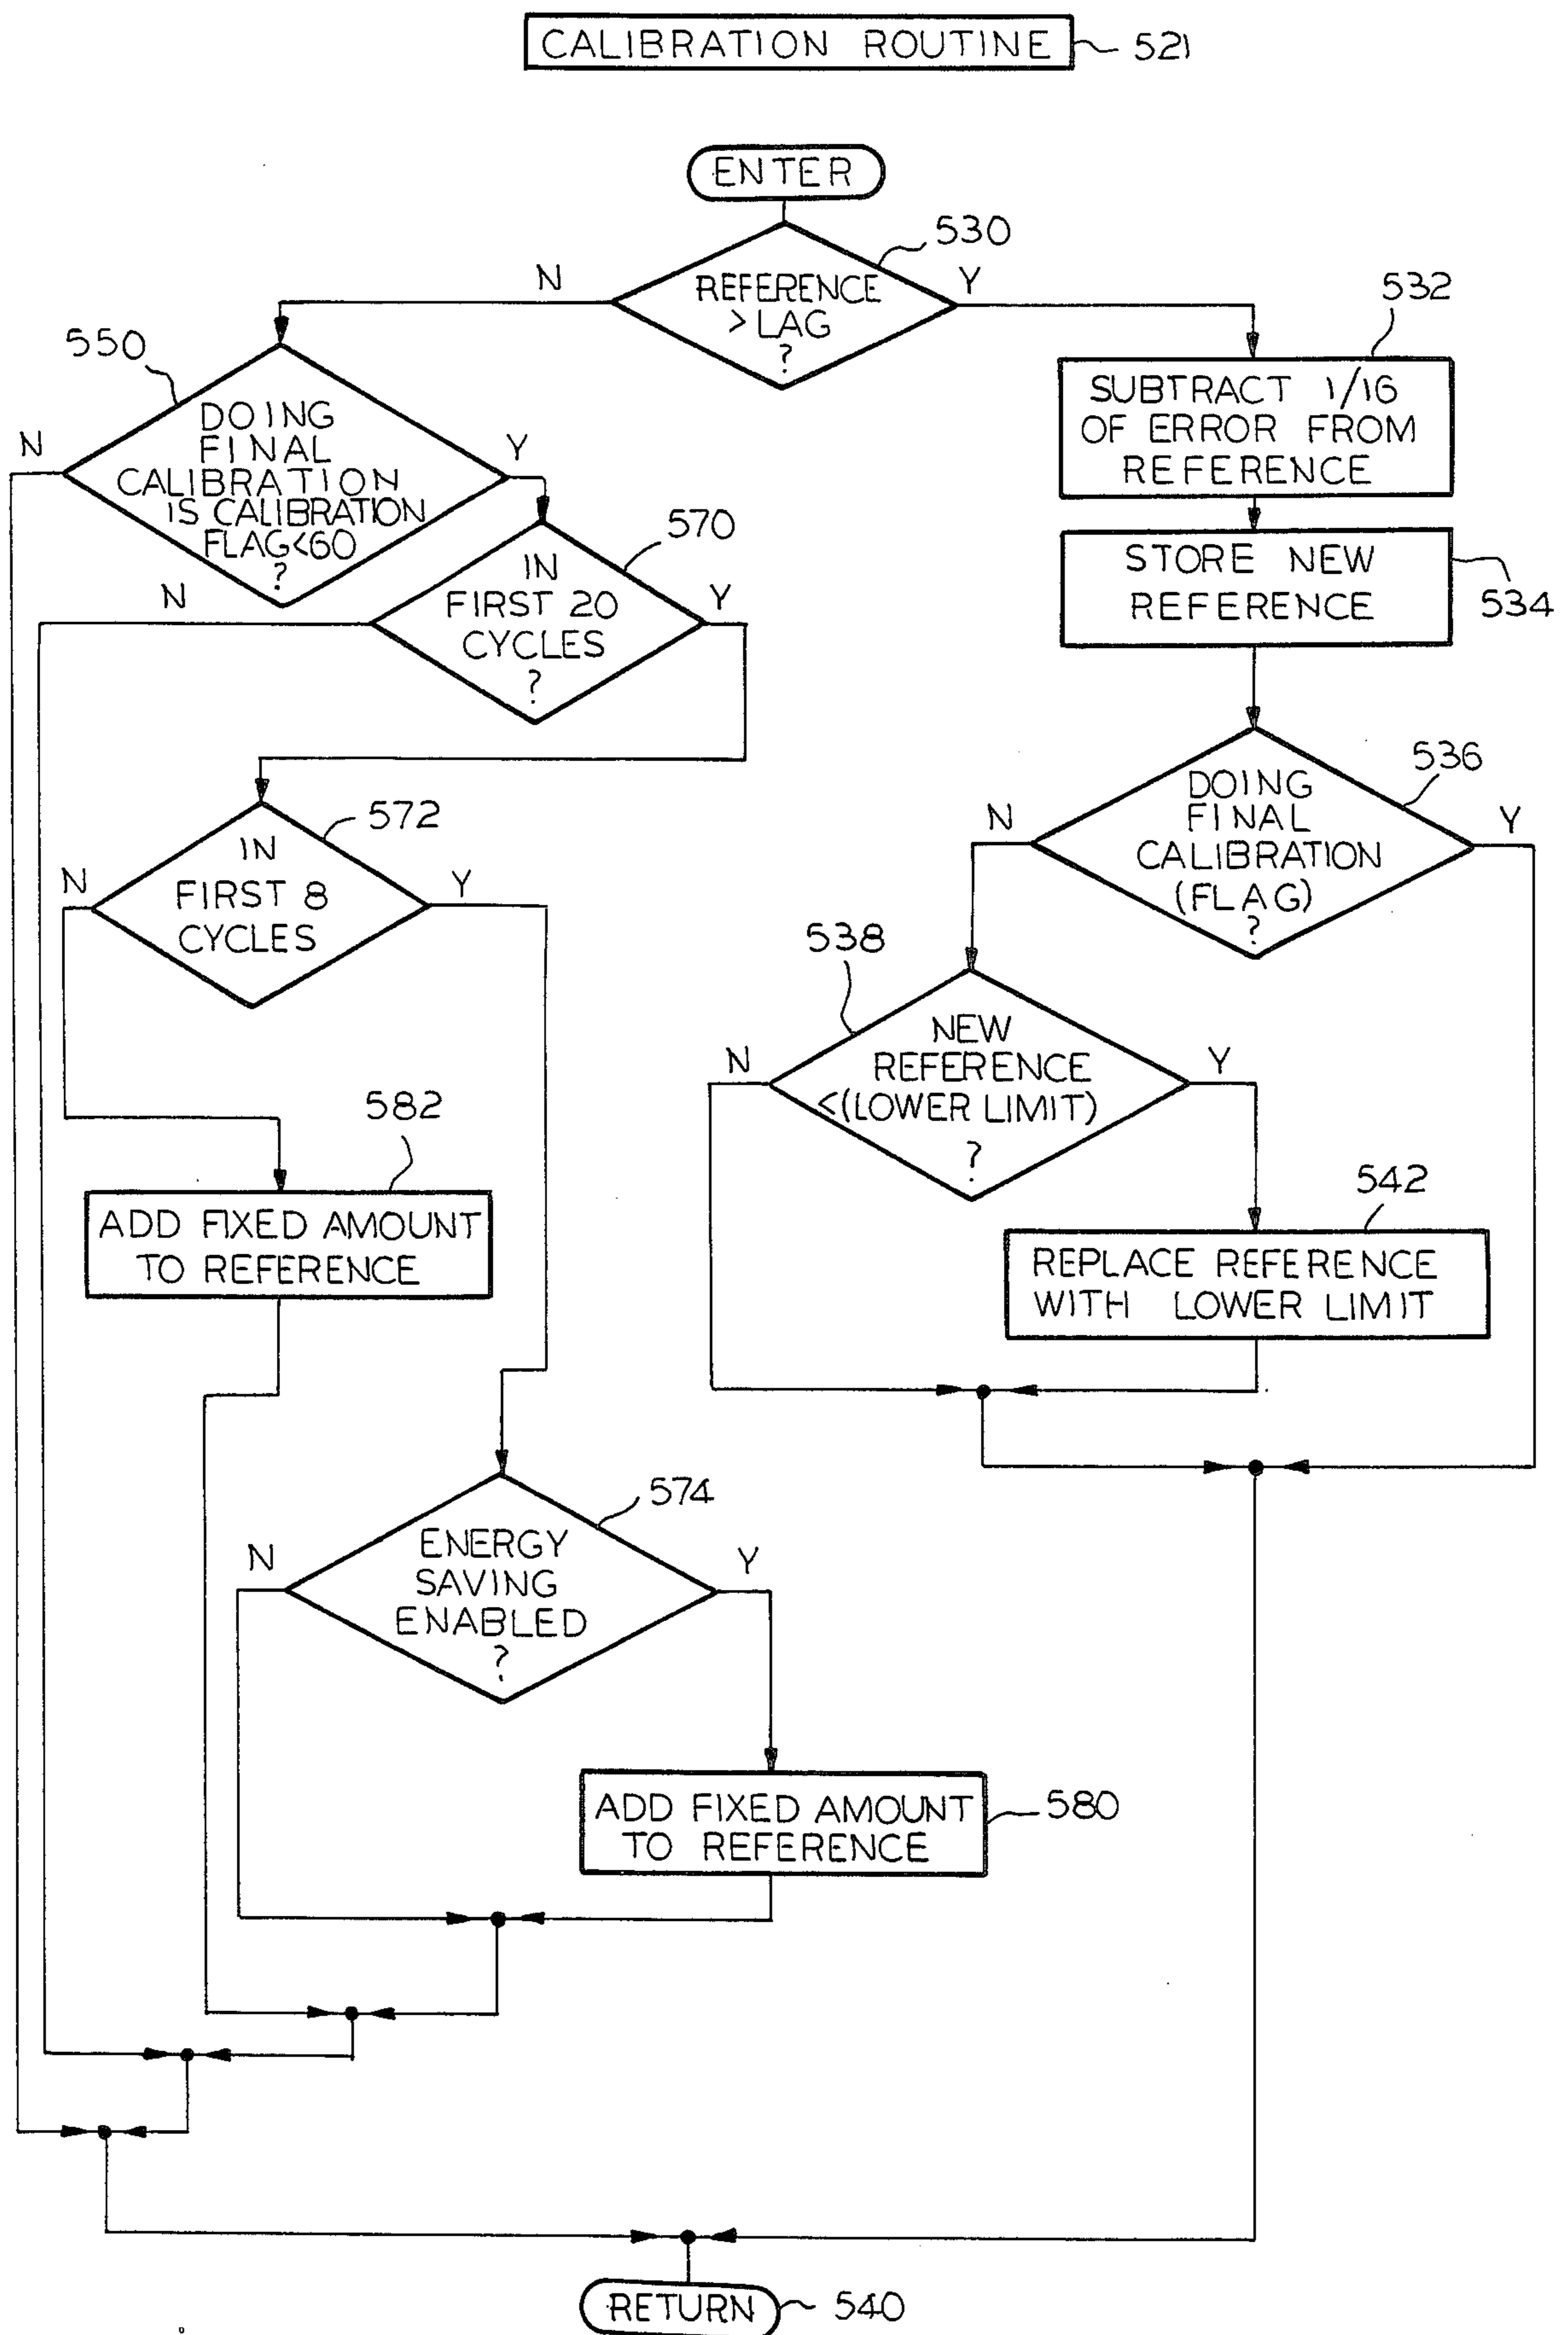 CALIBRATION ROUTINE
521
ENTER
530
N
REFERENCE
> LAG
?
Y
532
SUBTRACT 1/16
OF ERROR FROM
REFERENCE
550
N
DOING
FINAL
CALIBRATION
IS CALIBRATION
FLAG<60
?
Y
STORE NEW
REFERENCE
534
570
N
IN
FIRST 20
CYCLES
?
Y
536
N
DOING
FINAL
CALIBRATION
(FLAG)
?
Y
572
N
IN
FIRST 8
CYCLES
Y
538
N
NEW
REFERENCE
<(LOWER LIMIT)
?
Y
582
ADD FIXED AMOUNT
TO REFERENCE
542
REPLACE REFERENCE
WITH LOWER LIMIT
574
N
ENERGY
SAVING
ENABLED
?
Y
ADD FIXED AMOUNT
TO REFERENCE
580
RETURN
540